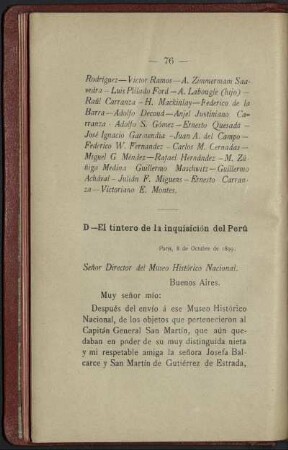 — 76 —
Rodríguez—Victor Ramos—A. Zimmermam Saa-
vedra—Luis Pintado Ford—A. Labougle (hijo)—
Raúl Carranza—H. Mackinlay—Federico de la
Barra—Adolfo Decoud—Anjel Justiniano Ca-
rranza—Adolfo S. Gómez—Ernesto Quesada—
José Ignacio Garmendia—Juan A. del Campo—
Federico W. Fernandez—Carlos M. Cernadas—
Miguel G Méndez—Rafael Hernández—M. Zú-
ñiga Medina Guillermo Moschwitz—Guillermo
Achával—Julián F. Miguens—Ernesto Carran-
za—Victoriano E. Montes.
D—El tintero de la inquisición del Perú
París, 8 de Octubre de 1895.
Señor Director del Museo Histórico Nacional.
Buenos Aires.
Muy señor mío:
Después del envío á ese Museo Histórico
Nacional, de los objetos que pertenecieron al
Capitán General San Martín, que aún que-
daban en poder de su muy distinguida nieta
y mi respetable amiga la señora Josefa Bal-
carce y San Martín de Gutiérrez de Estrada,